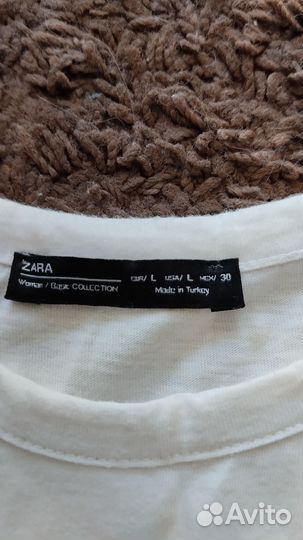 ZARA
Woman / Basic COLLECTION
EUR/ L USA/ L MEX/ 30
Made in Turkey
Avito